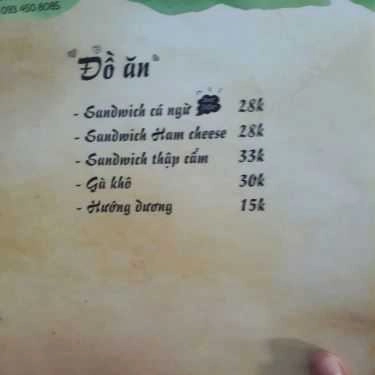 093 450 8085
"Đồ ăn"
- Sandwich cá ngừ 28k
- Sandwich Ham cheese 28k
- Sandwich thập cẩm 33k
- Gà khô 30k
- Hướng dương 15k